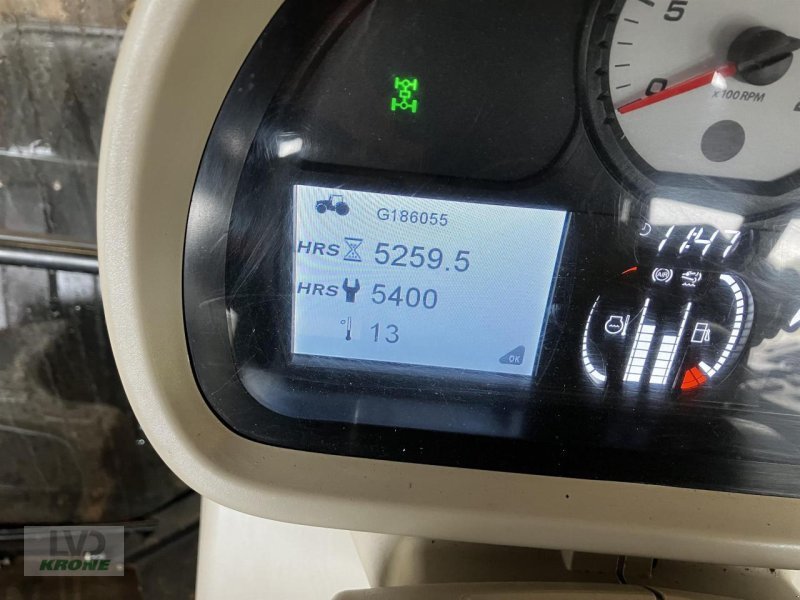 5
0
x100 RPM
G186055
HRS 5259.5
HRS 5400
° 13
OK
11:47
LVD
KRONE